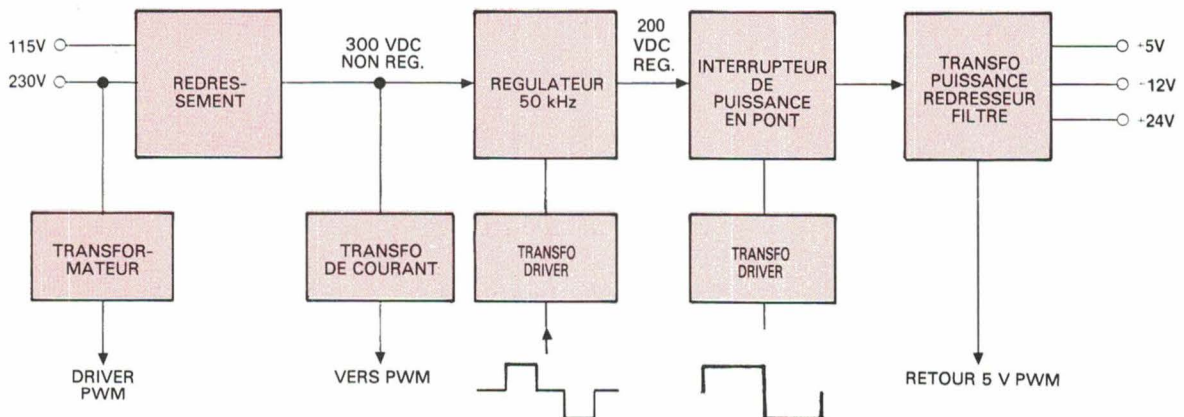 115V
230V
REDRES-
SEMENT
300 VDC
NON REG.
REGULATEUR
50 kHz
200
VDC
REG.
INTERRUPTEUR
DE
PUISSANCE
EN PONT
TRANSFO
PUISSANCE
REDRESSEUR
FILTRE
+5V
-12V
+24V
TRANSFOR-
MATEUR
TRANSFO
DE COURANT
TRANSFO
DRIVER
TRANSFO
DRIVER
DRIVER
PWM
VERS PWM
RETOUR 5 V PWM